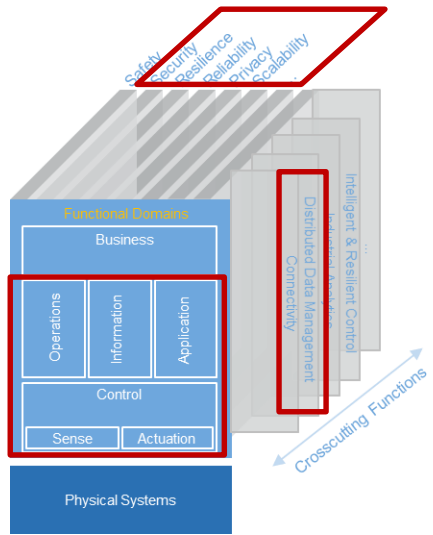 Safety
Security
Resilience
Reliability
Privacy
Scalability
...
Functional Domains
Business
Operations
Information
Application
Control
Sense
Actuation
Physical Systems
Connectivity
Distributed Data Management
Industrial Analytics
Intelligent & Resilient Control
...
Crosscutting Functions